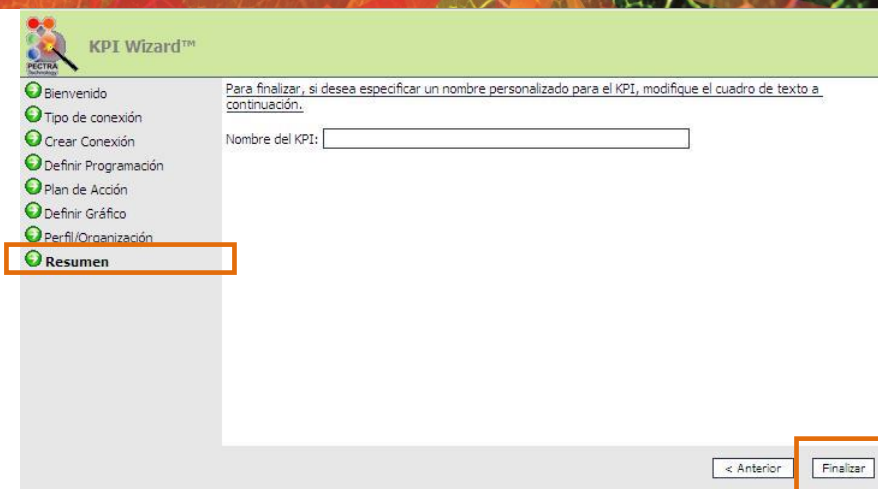 KPI Wizard™
PECTRA
Technology
Bienvenido
Tipo de conexión
Crear Conexión
Definir Programación
Plan de Acción
Definir Gráfico
Perfil/Organización
Resumen
Para finalizar, si desea especificar un nombre personalizado para el KPI, modifique el cuadro de texto a
continuación.
Nombre del KPI:
< Anterior
Finalizar